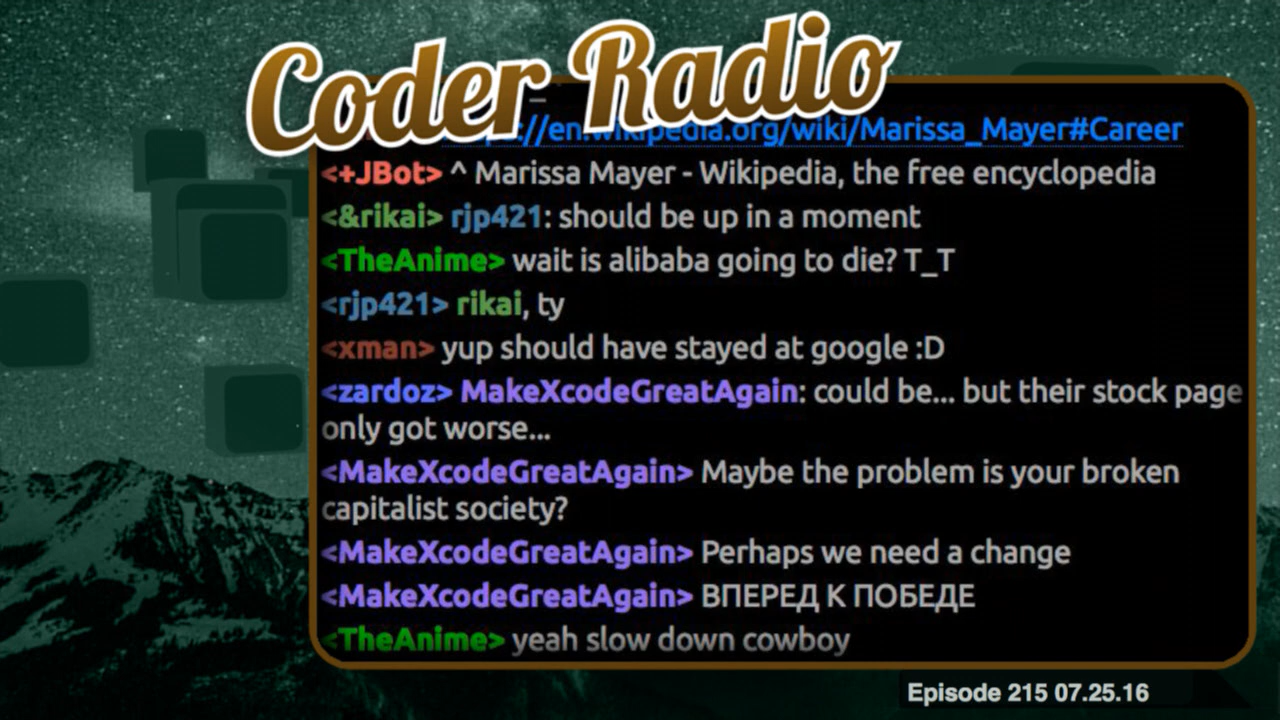 Coder Radio
://en.wikipedia.org/wiki/Marissa_Mayer#Career
<+JBot> ^ Marissa Mayer - Wikipedia, the free encyclopedia
<&rikai> rjp421: should be up in a moment
<TheAnime> wait is alibaba going to die? T_T
<rjp421> rikai, ty
<xman> yup should have stayed at google :D
<zardoz> MakeXcodeGreatAgain: could be... but their stock page
only got worse...
<MakeXcodeGreatAgain> Maybe the problem is your broken
capitalist society?
<MakeXcodeGreatAgain> Perhaps we need a change
<MakeXcodeGreatAgain> ВПЕРЕД К ПОБЕДЕ
<TheAnime> yeah slow down cowboy
Episode 215 07.25.16